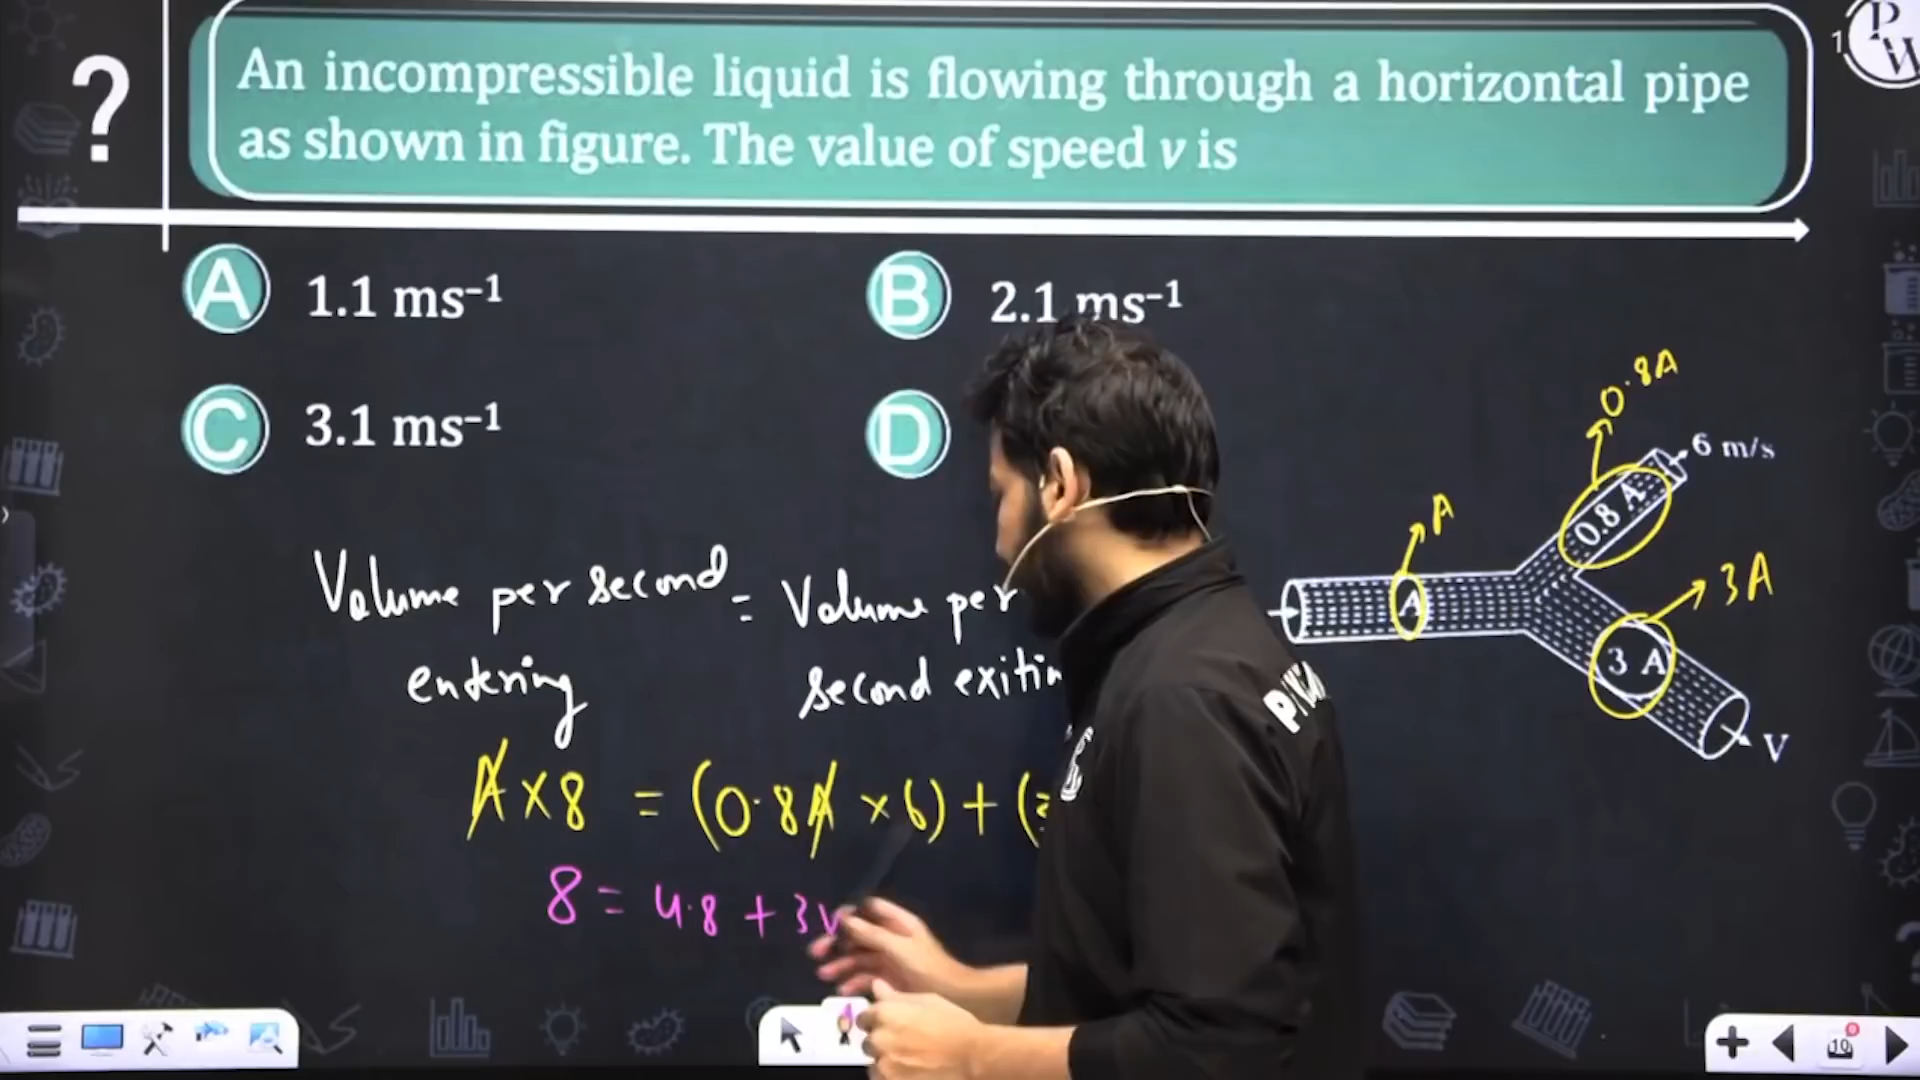 An incompressible liquid is flowing through a horizontal pipe
as shown in figure. The value of speed v is
?
A 1.1 ms⁻¹
B 2.1 ms⁻¹
C 3.1 ms⁻¹
D
0.8A
6 m/s
0.8 A
A
A
3A
3 A
V
Volume per second = Volume per
entering second
A × 8 = (0.8A × 6) + (
8 = 4.8 + 3v
PW
10